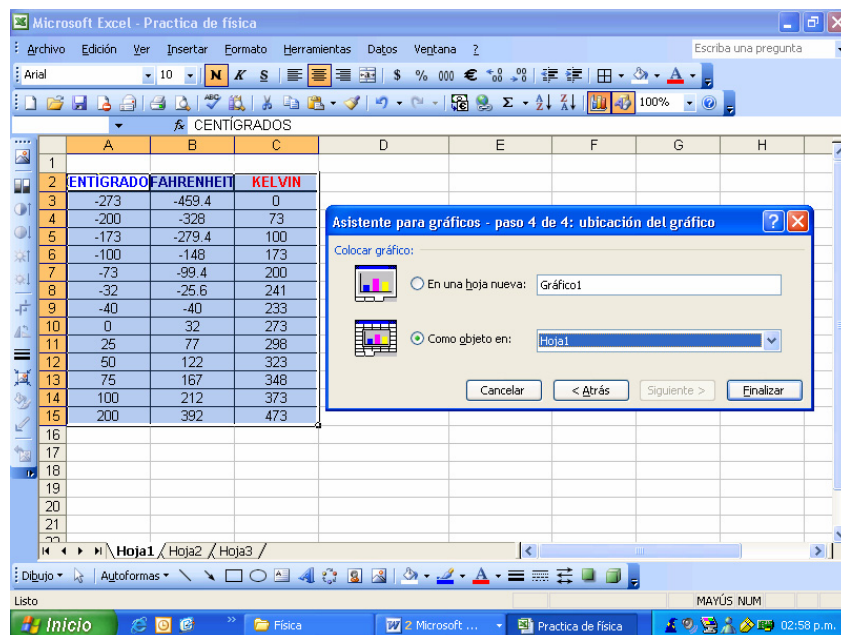 Microsoft Excel - Practica de física
Archivo Edición Ver Insertar Formato Herramientas Datos Ventana ? Escriba una pregunta
Arial 10 N K S $ % 000 €
Σ 100%
fx CENTÍGRADOS
A B C D E F G H
1
2 ENTÍGRADO FAHRENHEIT KELVIN
3 -273 -459.4 0
4 -200 -328 73
5 -173 -279.4 100
6 -100 -148 173
7 -73 -99.4 200
8 -32 -25.6 241
9 -40 -40 233
10 0 32 273
11 25 77 298
12 50 122 323
13 75 167 348
14 100 212 373
15 200 392 473
16
17
18
19
20
21
22
Asistente para gráficos - paso 4 de 4: ubicación del gráfico
Colocar gráfico:
En una hoja nueva: Gráfico1
Como objeto en: Hoja1
Cancelar < Atrás Siguiente > Finalizar
Hoja1 Hoja2 Hoja3
Dibujo Autoformas
Listo MAYÚS NUM
Inicio » Física 2 Microsoft ... Practica de física 02:58 p.m.